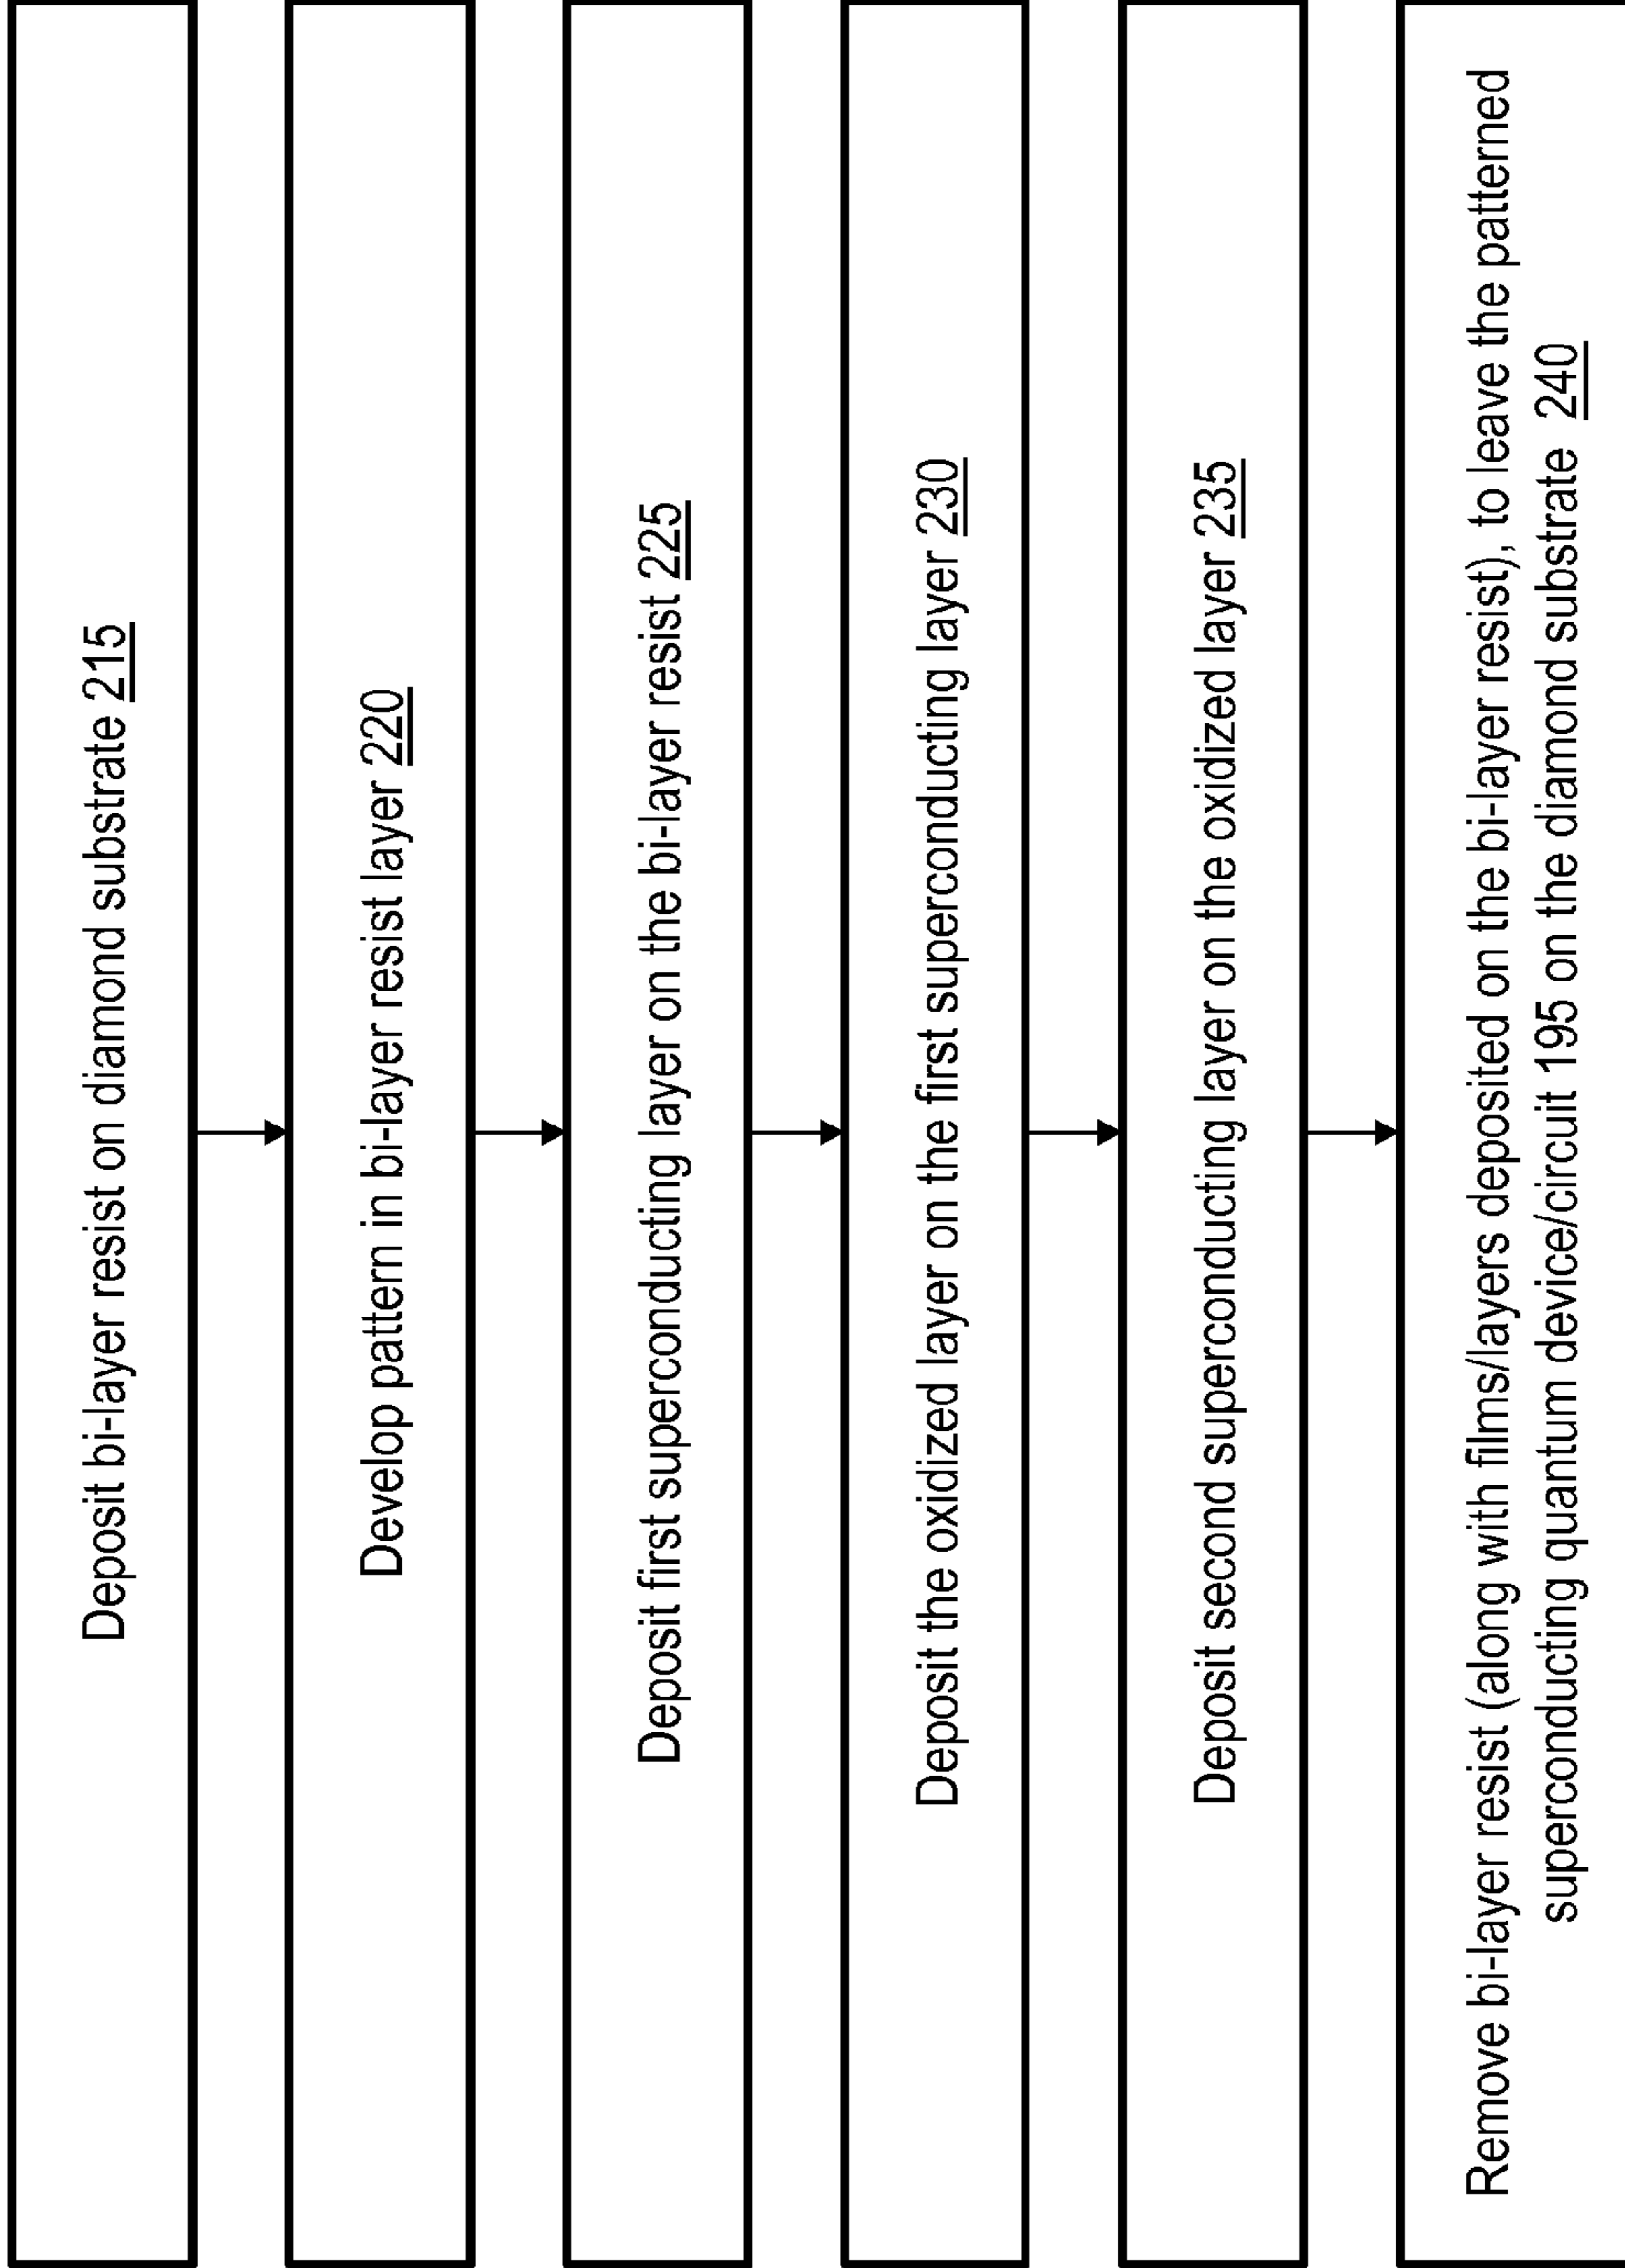 Deposit bi-layer resist on diamond substrate 215
Develop pattern in bi-layer resist layer 220
Deposit first superconducting layer on the bi-layer resist 225
Deposit the oxidized layer on the first superconducting layer 230
Deposit second superconducting layer on the oxidized layer 235
Remove bi-layer resist (along with films/layers deposited on the bi-layer resist), to leave the patterned
superconducting quantum device/circuit 195 on the diamond substrate 240